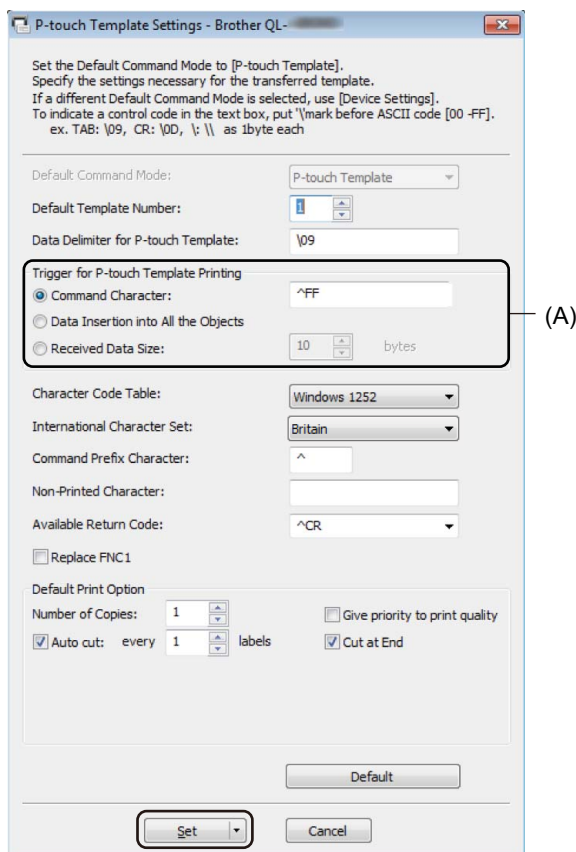 P-touch Template Settings - Brother QL-
Set the Default Command Mode to [P-touch Template].
Specify the settings necessary for the transferred template.
If a different Default Command Mode is selected, use [Device Settings].
To indicate a control code in the text box, put '\'mark before ASCII code [00 -FF].
ex. TAB: \09, CR: \0D, \: \\ as 1byte each
Default Command Mode: P-touch Template
Default Template Number: 1
Data Delimiter for P-touch Template: \09
Trigger for P-touch Template Printing
Command Character: ^FF
(A)
Data Insertion into All the Objects
Received Data Size: 10 bytes
Character Code Table: Windows 1252
International Character Set: Britain
Command Prefix Character: ^
Non-Printed Character:
Available Return Code: ^CR
Replace FNC1
Default Print Option
Number of Copies: 1 Give priority to print quality
Auto cut: every 1 labels Cut at End
Default
Set Cancel